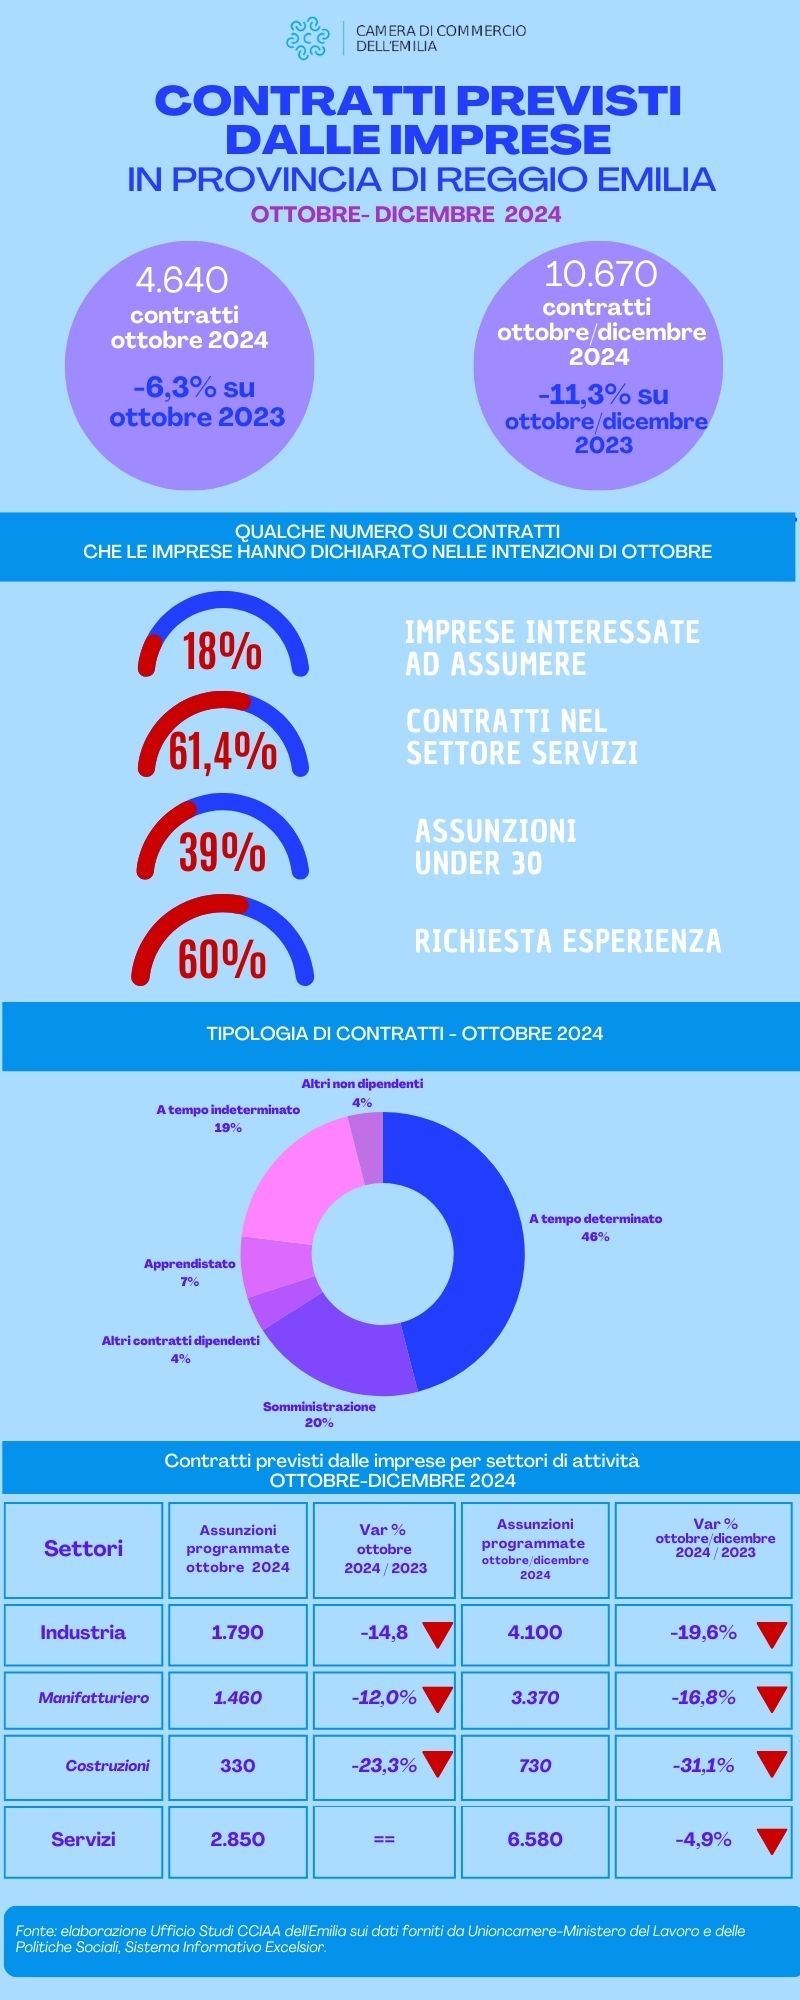 CAMERA DI COMMERCIO
DELL'EMILIA
CONTRATTI PREVISTI
DALLE IMPRESE
IN PROVINCIA DI REGGIO EMILIA
OTTOBRE- DICEMBRE 2024
4.640
contratti
ottobre 2024
-6,3% su
ottobre 2023
10.670
contratti
ottobre/dicembre
2024
-11,3% su
ottobre/dicembre
2023
QUALCHE NUMERO SUI CONTRATTI
CHE LE IMPRESE HANNO DICHIARATO NELLE INTENZIONI DI OTTOBRE
18%
IMPRESE INTERESSATE
AD ASSUMERE
61,4%
CONTRATTI NEL
SETTORE SERVIZI
39%
ASSUNZIONI
UNDER 30
60%
RICHIESTA ESPERIENZA
TIPOLOGIA DI CONTRATTI - OTTOBRE 2024
Altri non dipendenti
4%
A tempo indeterminato
19%
A tempo determinato
46%
Apprendistato
7%
Altri contratti dipendenti
4%
Somministrazione
20%
Contratti previsti dalle imprese per settori di attività
OTTOBRE-DICEMBRE 2024
Settori
Assunzioni
programmate
ottobre 2024
Var %
ottobre
2024 / 2023
Assunzioni
programmate
ottobre/dicembre
2024
Var %
ottobre/dicembre
2024 / 2023
Industria 1.790 -14,8 4.100 -19,6%
Manifatturiero 1.460 -12,0% 3.370 -16,8%
Costruzioni 330 -23,3% 730 -31,1%
Servizi 2.850 == 6.580 -4,9%
Fonte: elaborazione Ufficio Studi CCIAA dell'Emilia sui dati forniti da Unioncamere-Ministero del Lavoro e delle
Politiche Sociali, Sistema Informativo Excelsior.